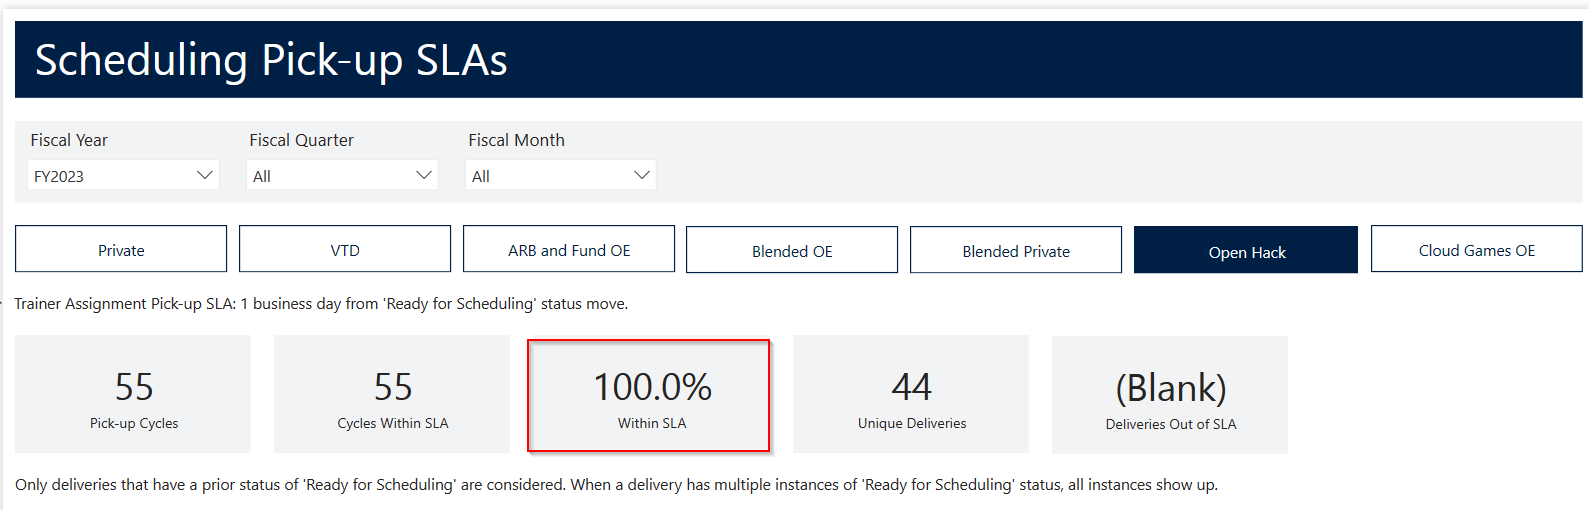 Scheduling Pick-up SLAs
Fiscal Year
Fiscal Quarter
Fiscal Month
FY2023
All
All
Private
VTD
ARB and Fund OE
Blended OE
Blended Private
Open Hack
Cloud Games OE
Trainer Assignment Pick-up SLA: 1 business day from 'Ready for Scheduling' status move.
55
Pick-up Cycles
55
Cycles Within SLA
100.0%
Within SLA
44
Unique Deliveries
(Blank)
Deliveries Out of SLA
Only deliveries that have a prior status of 'Ready for Scheduling' are considered. When a delivery has multiple instances of 'Ready for Scheduling' status, all instances show up.